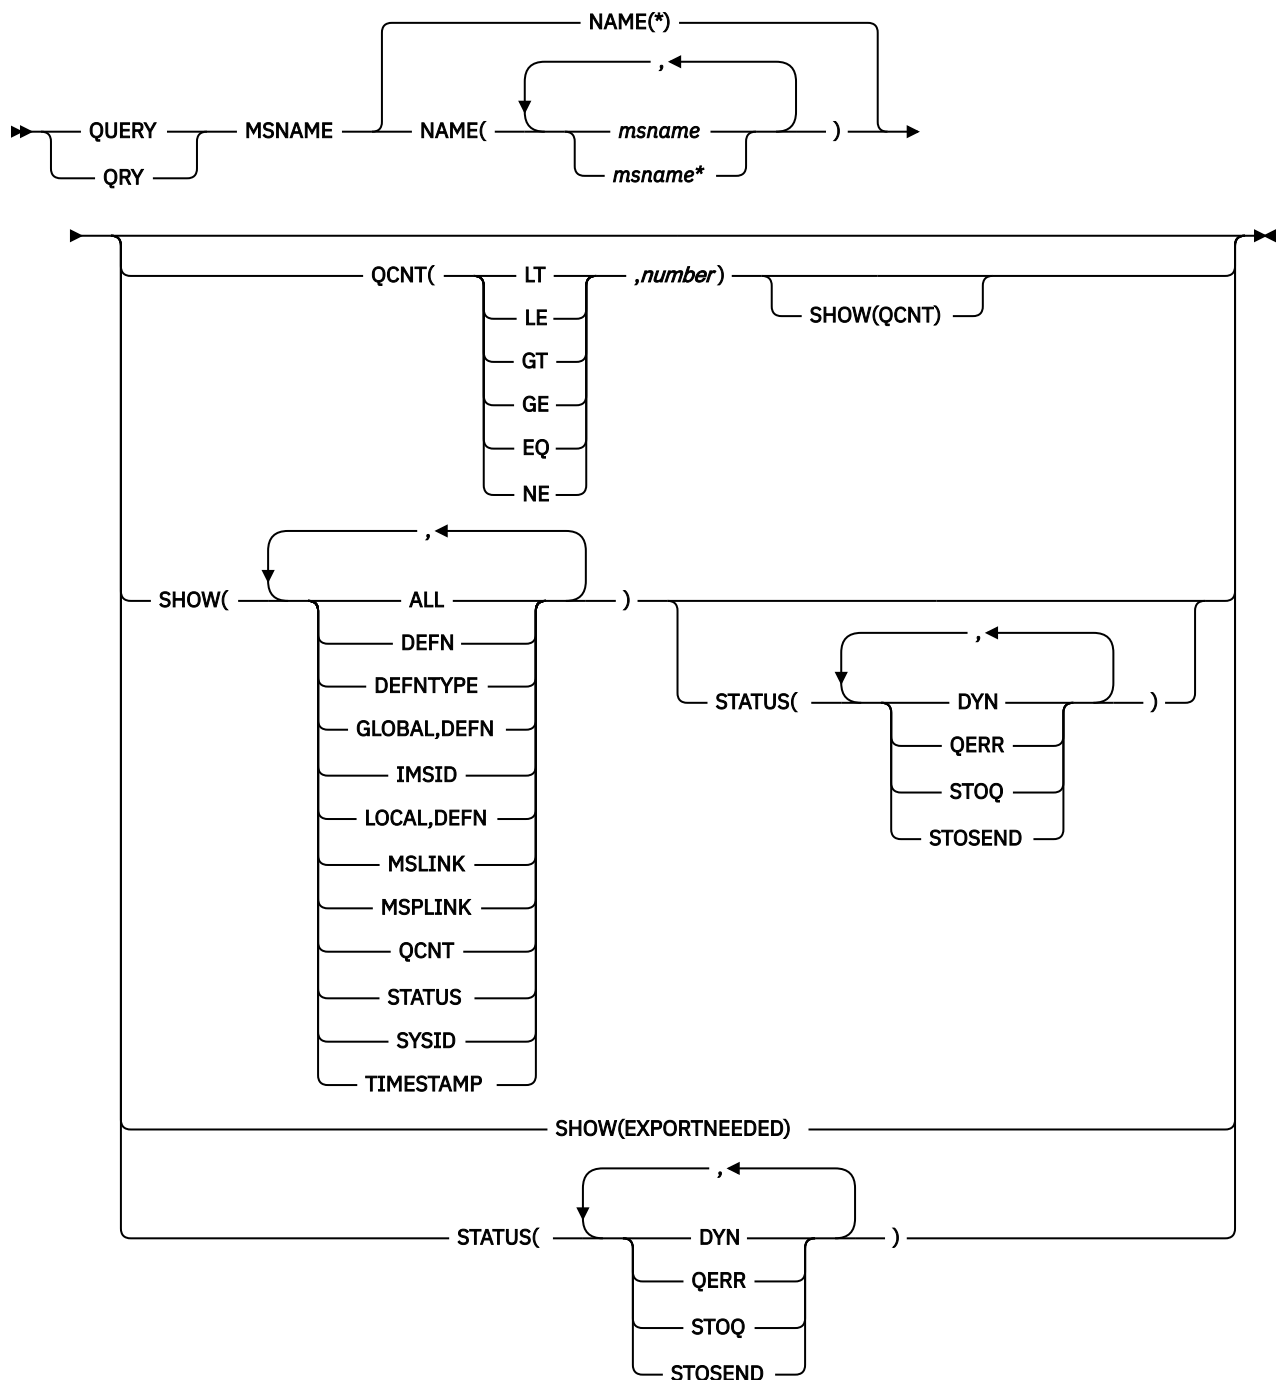 NAME(*)
,
QUERY MSNAME NAME( msname )
QRY msname*
QCNT( LT ,number)
SHOW(QCNT)
LE
GT
GE
EQ
NE
,
SHOW( ALL )
DEFN
,
DEFNTYPE
STATUS( DYN )
GLOBAL,DEFN
QERR
IMSID
STOQ
LOCAL,DEFN
STOSEND
MSLINK
MSPLINK
QCNT
STATUS
SYSID
TIMESTAMP
SHOW(EXPORTNEEDED)
,
STATUS( DYN )
QERR
STOQ
STOSEND